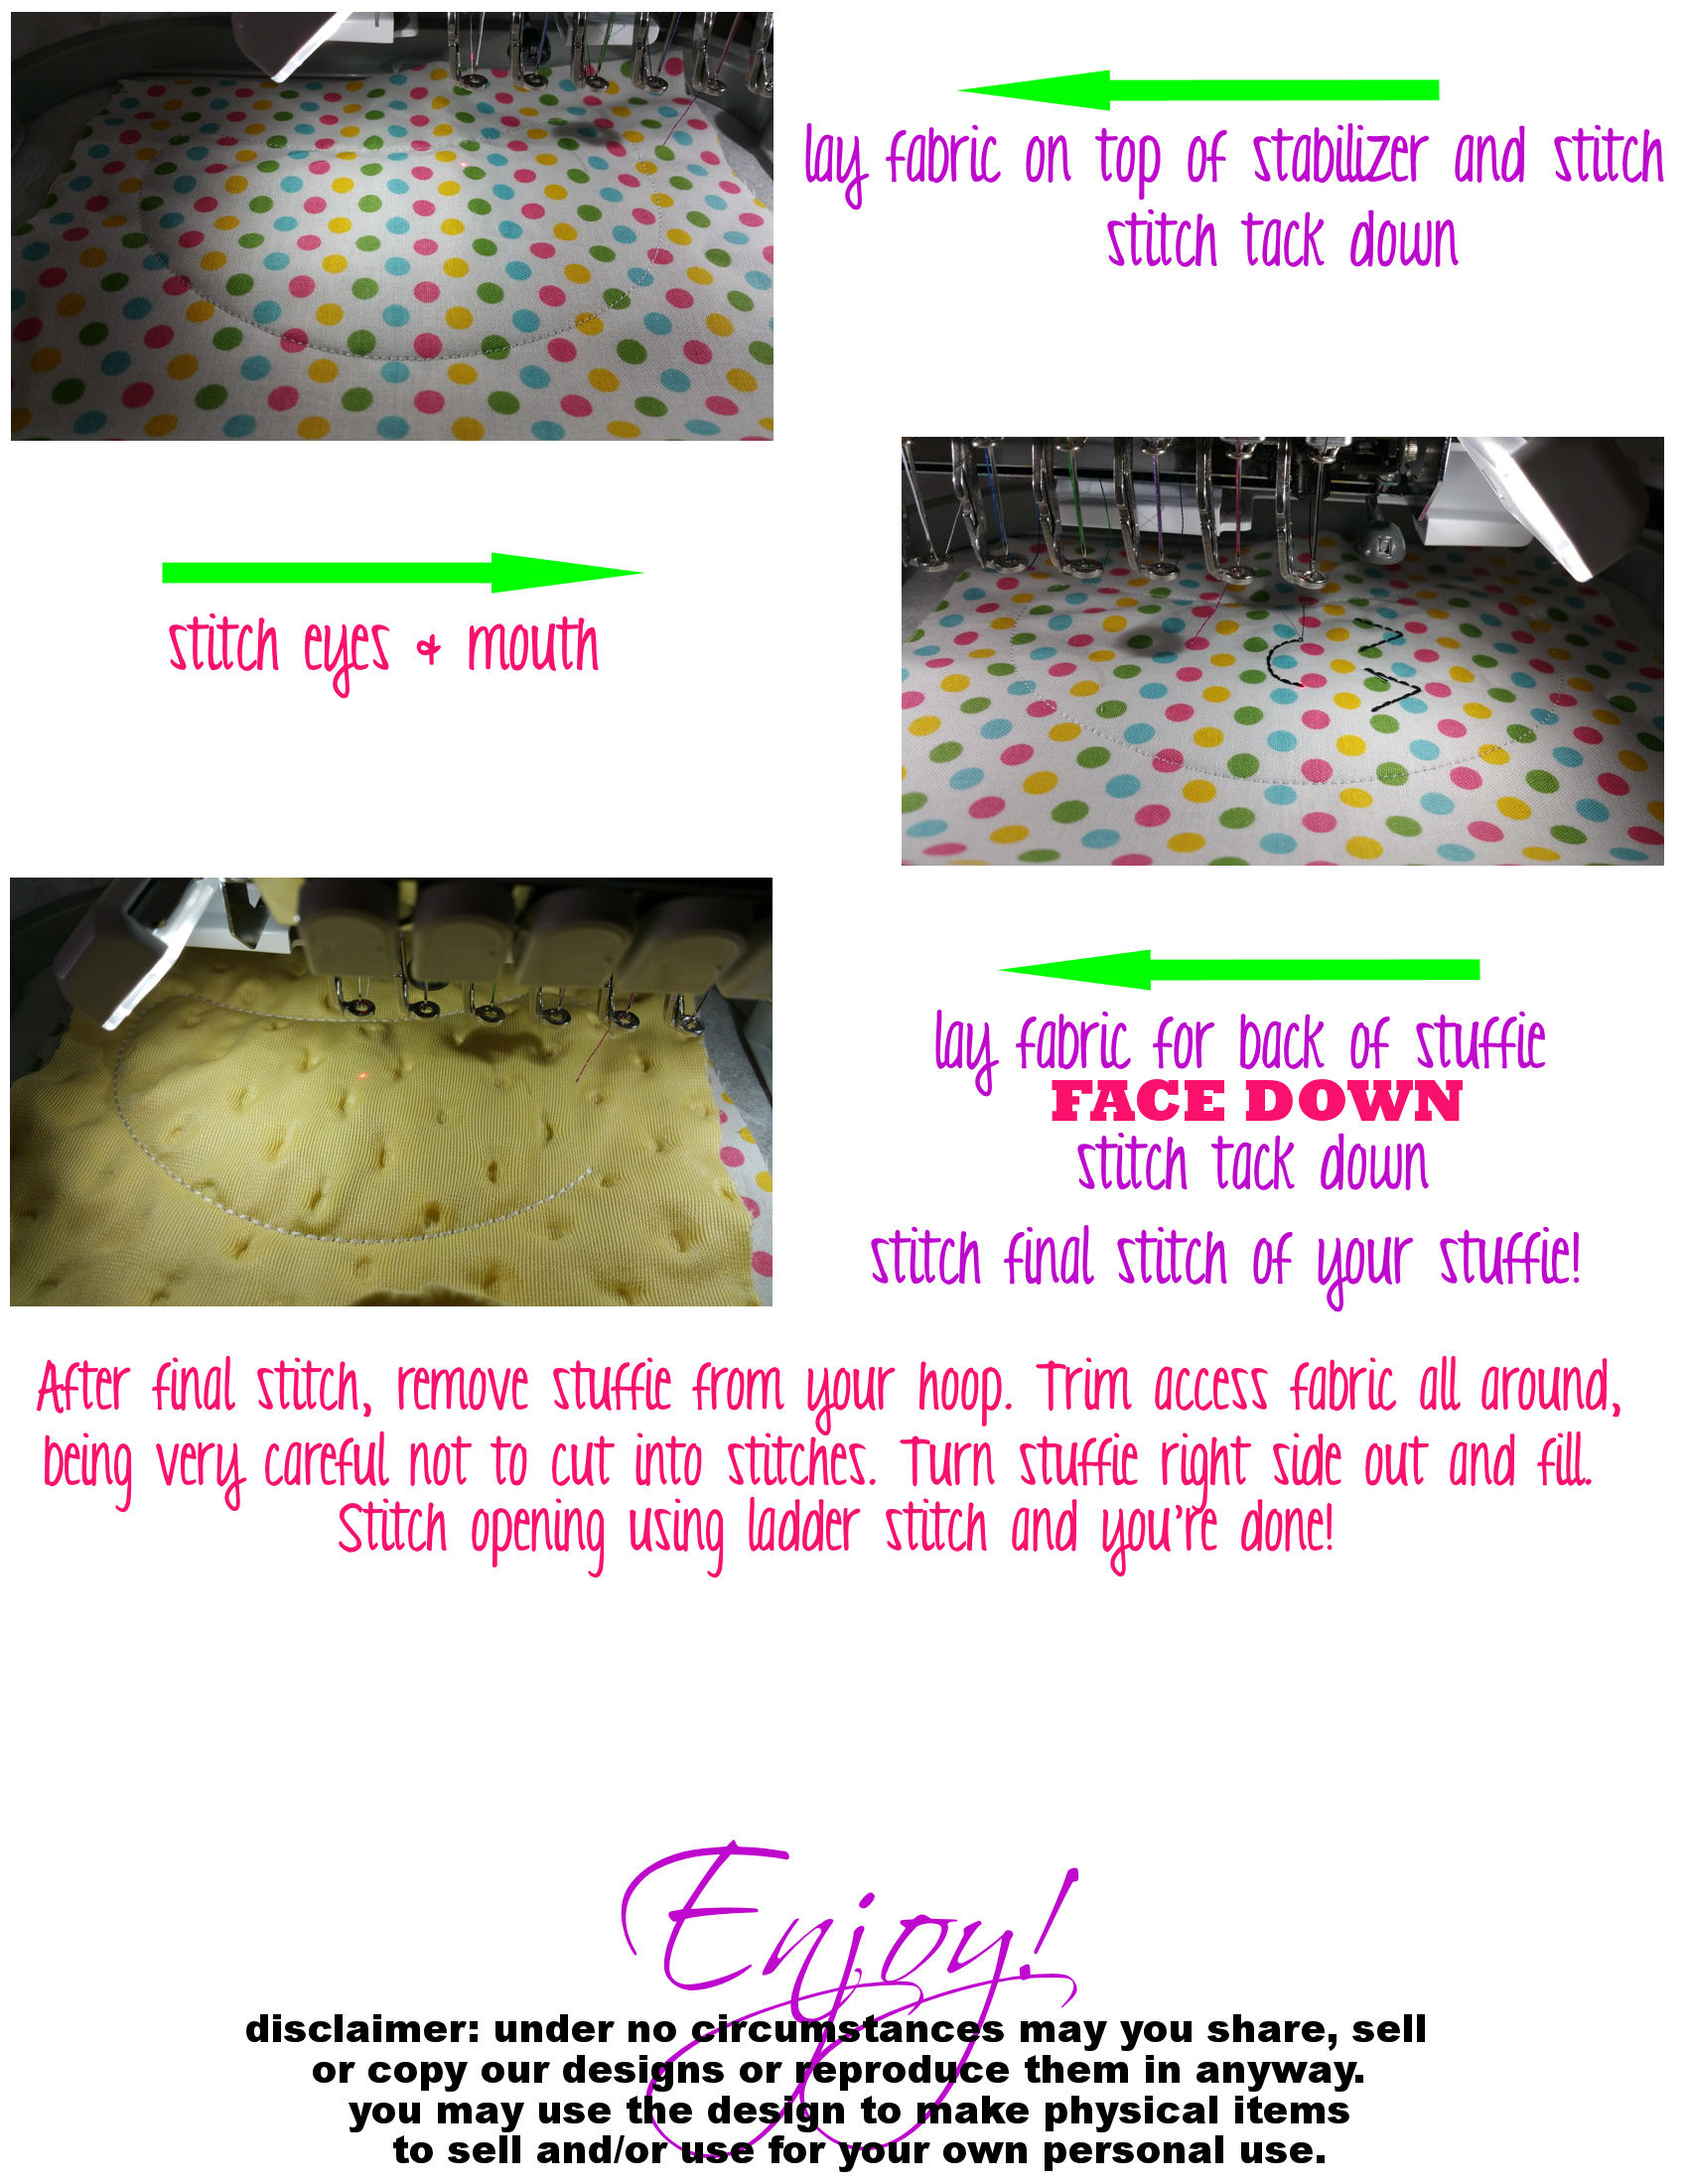 lay fabric on top of stabilizer and stitch
stitch tack down
stitch eyes & mouth
lay fabric for back of stuffie
FACE DOWN
stitch tack down
stitch final stitch of your stuffie!
After final stitch, remove stuffie from your hoop. Trim access fabric all around,
being very careful not to cut into stitches. Turn stuffie right side out and fill.
Stitch opening using ladder stitch and you're done!
Enjoy!
disclaimer: under no circumstances may you share, sell
or copy our designs or reproduce them in anyway.
you may use the design to make physical items
to sell and/or use for your own personal use.